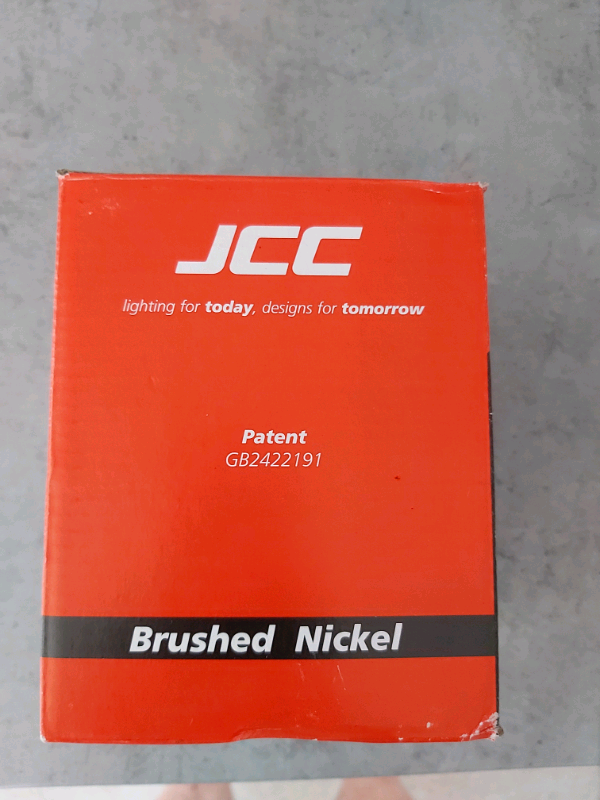 JCC
lighting for today, designs for tomorrow
Patent
GB2422191
Brushed Nickel